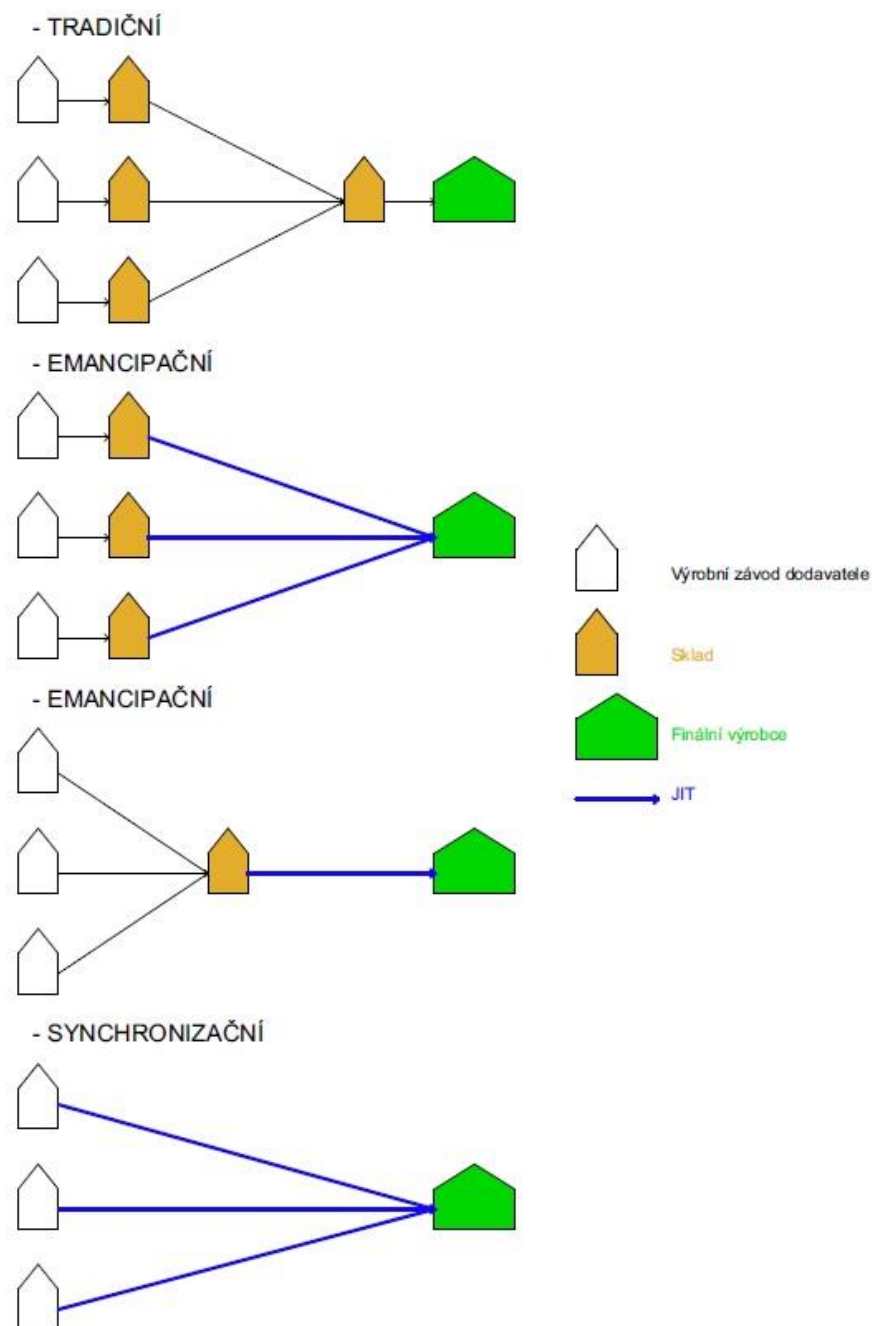 - TRADIČNÍ
- EMANCIPAČNÍ
Výrobní závod dodavatele
Sklad
- EMANCIPAČNÍ
Finální výrobce
JIT
- SYNCHRONIZAČNÍ